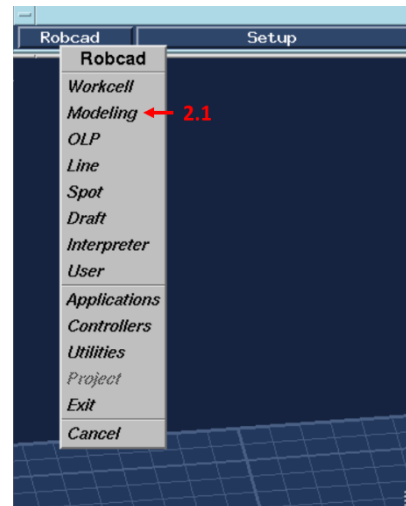 Robcad Setup
Robcad
Workcell
Modeling 2.1
OLP
Line
Spot
Draft
Interpreter
User
Applications
Controllers
Utilities
Project
Exit
Cancel